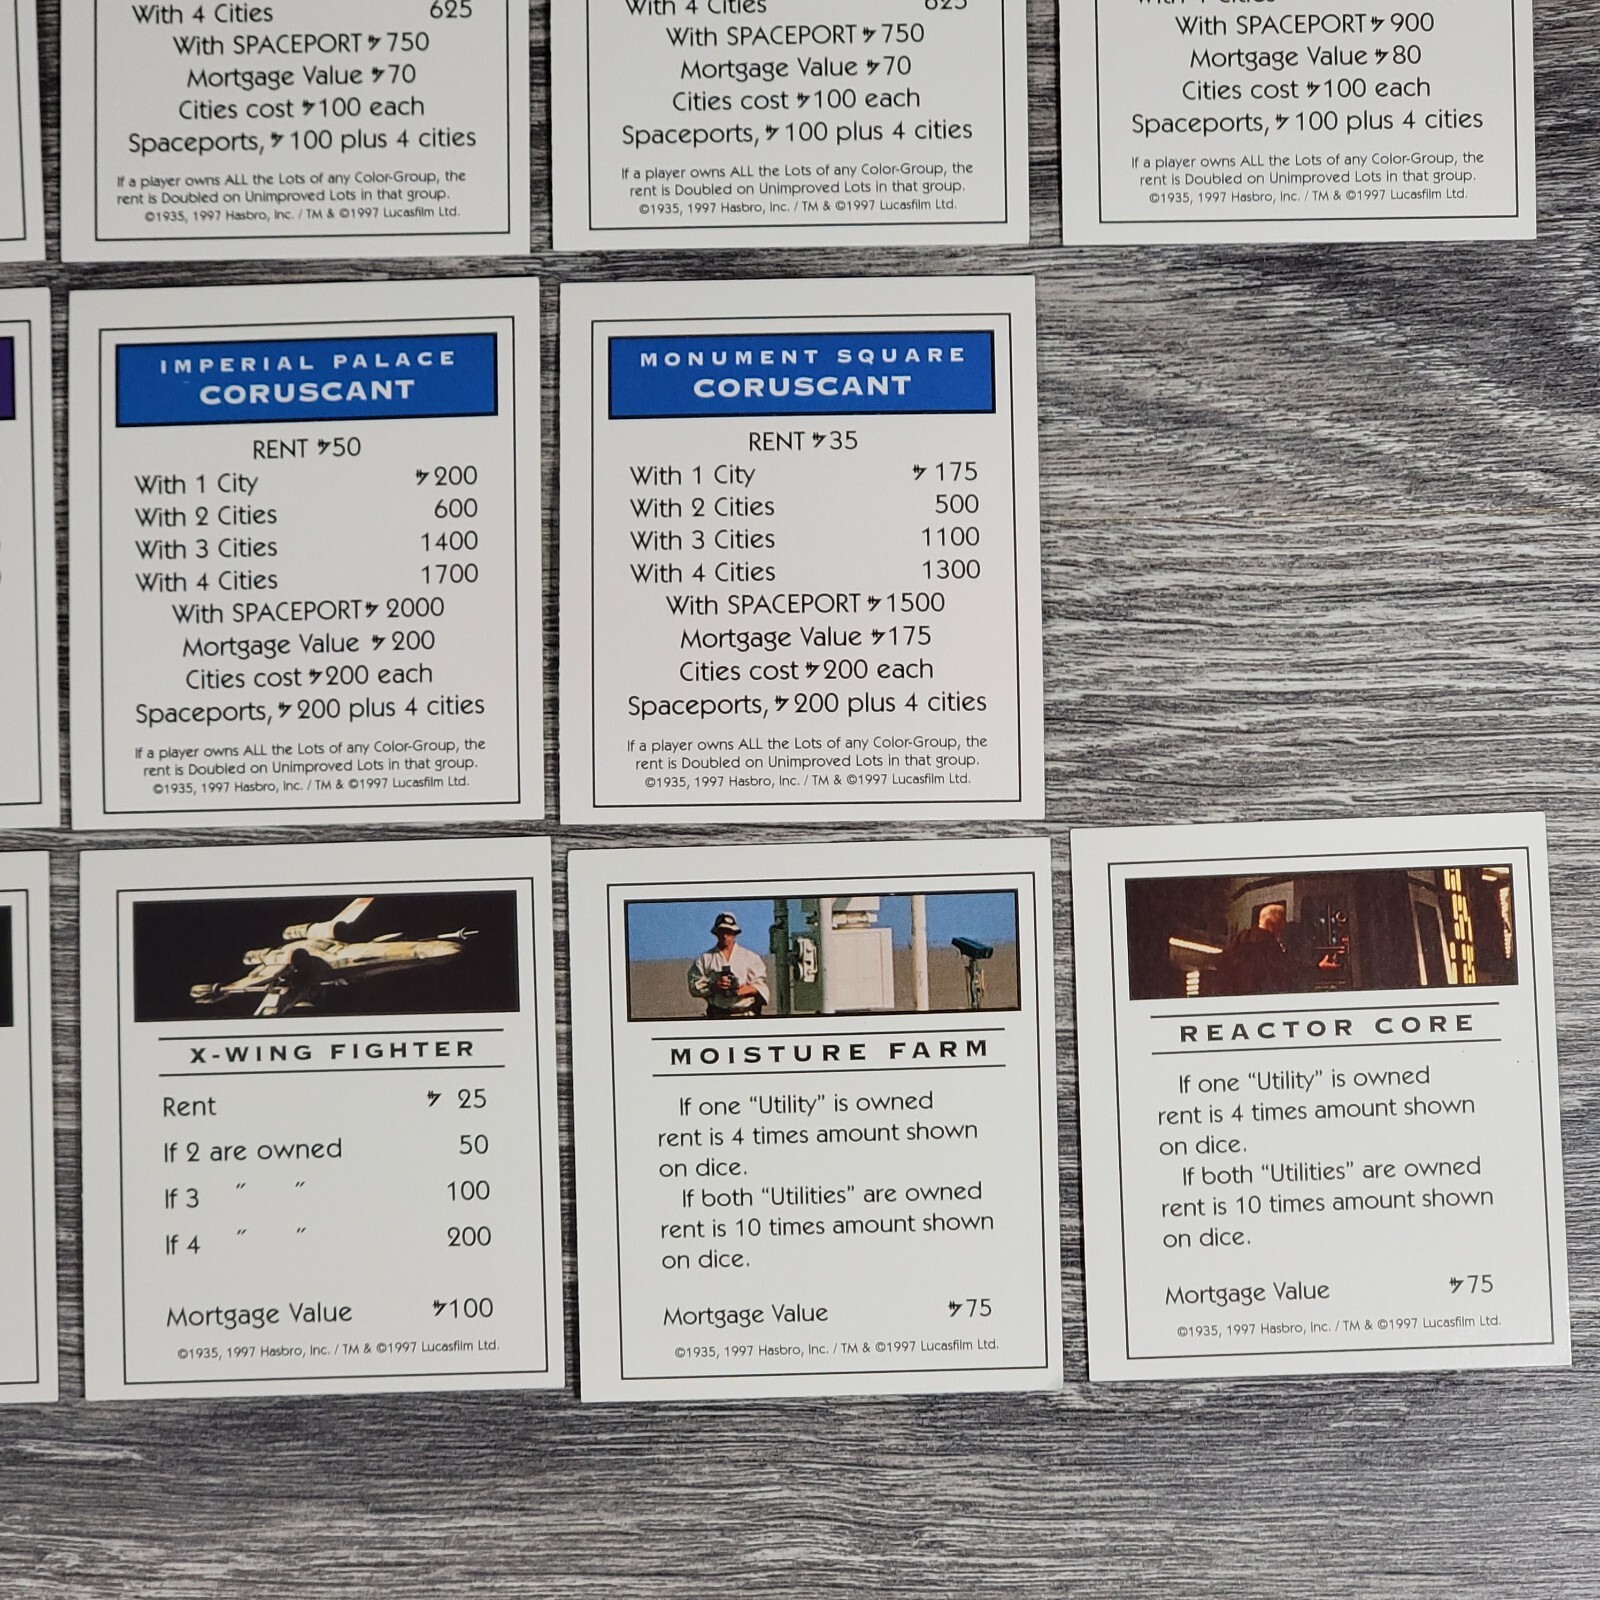 With 4 Cities 625
With SPACEPORT 750
Mortgage Value 70
Cities cost 100 each
Spaceports, 100 plus 4 cities
If a player owns ALL the Lots of any Color-Group, the
rent is Doubled on Unimproved Lots in that group.
©1935, 1997 Hasbro, Inc. / TM & ©1997 Lucasfilm Ltd.
With 4 Cities 625
With SPACEPORT 750
Mortgage Value 70
Cities cost 100 each
Spaceports, 100 plus 4 cities
If a player owns ALL the Lots of any Color-Group, the
rent is Doubled on Unimproved Lots in that group.
©1935, 1997 Hasbro, Inc. / TM & ©1997 Lucasfilm Ltd.
With SPACEPORT 900
Mortgage Value 80
Cities cost 100 each
Spaceports, 100 plus 4 cities
If a player owns ALL the Lots of any Color-Group, the
rent is Doubled on Unimproved Lots in that group.
©1935, 1997 Hasbro, Inc. / TM & ©1997 Lucasfilm Ltd.
IMPERIAL PALACE
CORUSCANT
RENT 50
With 1 City 200
With 2 Cities 600
With 3 Cities 1400
With 4 Cities 1700
With SPACEPORT 2000
Mortgage Value 200
Cities cost 200 each
Spaceports, 200 plus 4 cities
If a player owns ALL the Lots of any Color-Group, the
rent is Doubled on Unimproved Lots in that group.
©1935, 1997 Hasbro, Inc. / TM & ©1997 Lucasfilm Ltd.
MONUMENT SQUARE
CORUSCANT
RENT 35
With 1 City 175
With 2 Cities 500
With 3 Cities 1100
With 4 Cities 1300
With SPACEPORT 1500
Mortgage Value 175
Cities cost 200 each
Spaceports, 200 plus 4 cities
If a player owns ALL the Lots of any Color-Group, the
rent is Doubled on Unimproved Lots in that group.
©1935, 1997 Hasbro, Inc. / TM & ©1997 Lucasfilm Ltd.
X-WING FIGHTER
Rent 25
If 2 are owned 50
If 3 ″ ″ 100
If 4 ″ ″ 200
Mortgage Value 100
©1935, 1997 Hasbro, Inc. / TM & ©1997 Lucasfilm Ltd.
MOISTURE FARM
If one “Utility” is owned
rent is 4 times amount shown
on dice.
If both “Utilities” are owned
rent is 10 times amount shown
on dice.
Mortgage Value 75
©1935, 1997 Hasbro, Inc. / TM & ©1997 Lucasfilm Ltd.
REACTOR CORE
If one “Utility” is owned
rent is 4 times amount shown
on dice.
If both “Utilities” are owned
rent is 10 times amount shown
on dice.
Mortgage Value 75
©1935, 1997 Hasbro, Inc. / TM & ©1997 Lucasfilm Ltd.